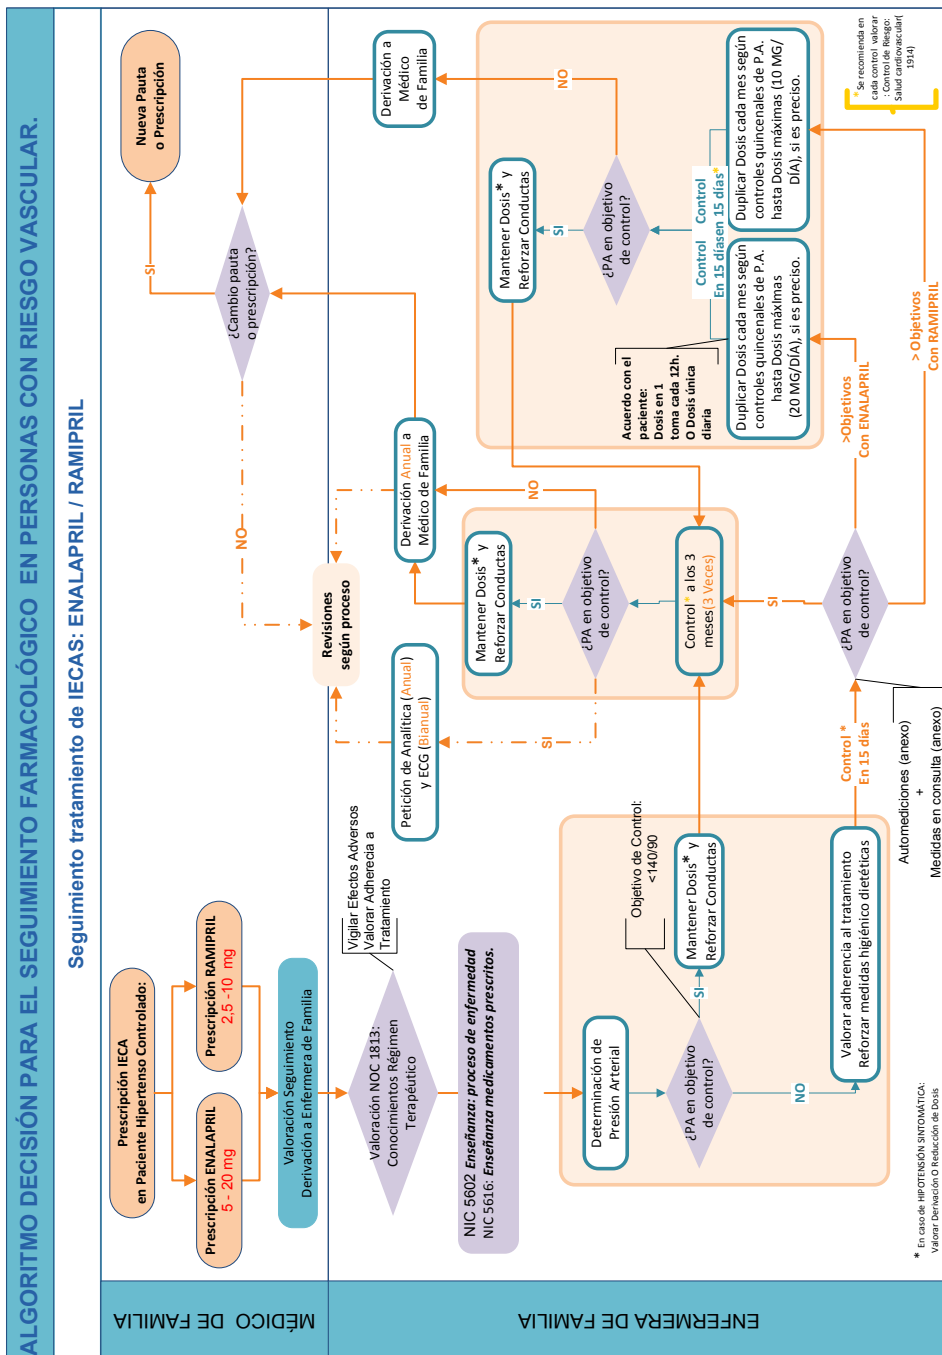 ALGORITMO DECISIÓN PARA EL SEGUIMIENTO FARMACOLÓGICO EN PERSONAS CON RIESGO VASCULAR.
Seguimiento tratamiento de IECAS: ENALAPRIL / RAMIPRIL
MÉDICO DE FAMILIA
Prescripción IECA
en Paciente Hipertenso Controlado:
Prescripción ENALAPRIL
5 - 20 mg
Prescripción RAMIPRIL
2,5 -10 mg
Valoración Seguimiento
Derivación a Enfermera de Familia
¿Cambio pauta
o prescripción?
SI
NO
Nueva Pauta
o Prescripción
Revisiones
según proceso
ENFERMERA DE FAMILIA
Valoración NOC 1813:
Conocimientos Régimen
Terapéutico
Vigilar Efectos Adversos
Valorar Adherecia a
Tratamiento
NIC 5602 Enseñanza: proceso de enfermedad
NIC 5616: Enseñanza medicamentos prescritos.
Determinación de
Presión Arterial
¿PA en objetivo
de control?
Objetivo de Control:
<140/90
SI
NO
Mantener Dosis* y
Reforzar Conductas
Valorar adherencia al tratamiento
Reforzar medidas higiénico dietéticas
Control *
En 15 días
Automediciones (anexo)
+
Medidas en consulta (anexo)
¿PA en objetivo
de control?
SI
>Objetivos
Con ENALAPRIL
> Objetivos
Con RAMIPRIL
Control* a los 3
meses(3 Veces)
¿PA en objetivo
de control?
SI
SI
NO
Mantener Dosis* y
Reforzar Conductas
Petición de Analítica (Anual)
y ECG (Bianual)
Derivación Anual a
Médico de Familia
Duplicar Dosis cada mes según
controles quincenales de P.A.
hasta Dosis máxImas
(20 MG/DÍA), si es preciso.
Duplicar Dosis cada mes según
controles quincenales de P.A.
hasta Dosis máximas (10 MG/
DÍA), si es preciso.
Acuerdo con el
paciente:
Dosis en 1
toma cada 12h.
O Dosis única
diaria
Control
En 15 días
Control
en 15 días*
¿PA en objetivo
de control?
SI
NO
Mantener Dosis* y
Reforzar Conductas
Derivación a
Médico
de Familia
* Se recomienda en
cada control valorar
: Control de Riesgo:
Salud cardiovascular(
1914)
* En caso de HIPOTENSIÓN SINTOMÁTICA:
Valorar Derivación O Reducción de Dosis